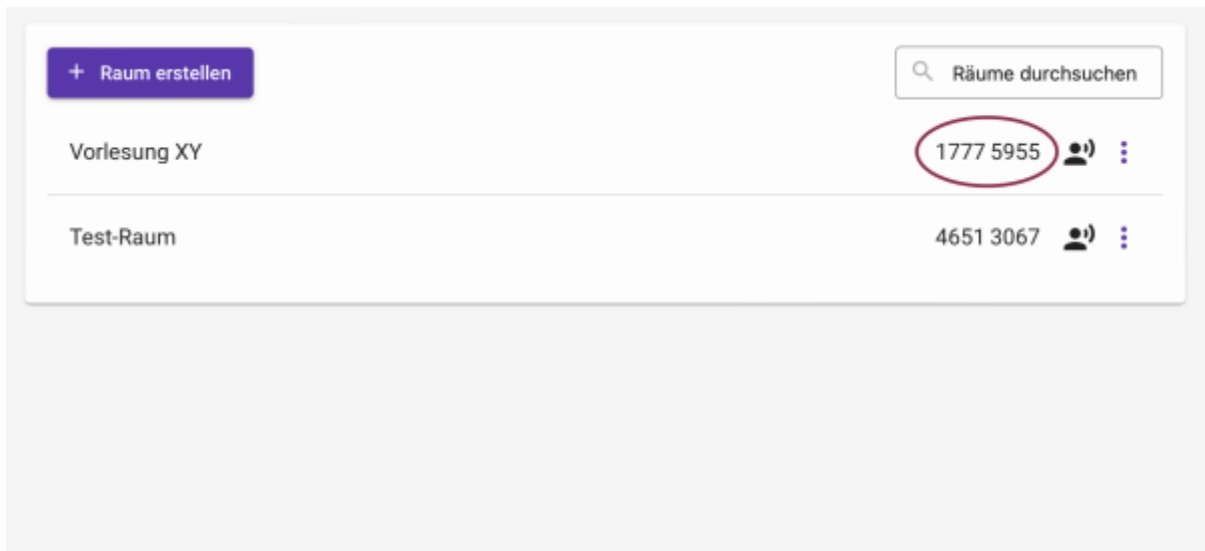 + Raum erstellen
Räume durchsuchen
Vorlesung XY
1777 5955
Test-Raum
4651 3067